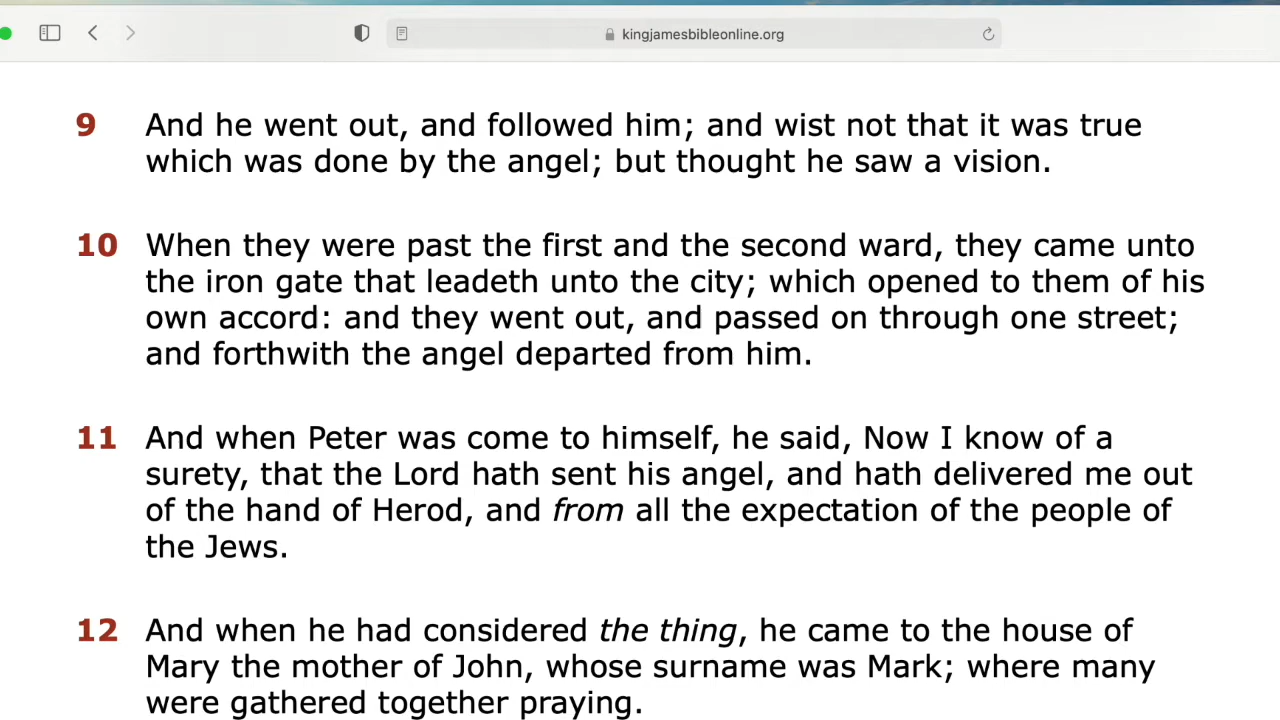 kingjamesbibleonline.org
9 And he went out, and followed him; and wist not that it was true
which was done by the angel; but thought he saw a vision.
10 When they were past the first and the second ward, they came unto
the iron gate that leadeth unto the city; which opened to them of his
own accord: and they went out, and passed on through one street;
and forthwith the angel departed from him.
11 And when Peter was come to himself, he said, Now I know of a
surety, that the Lord hath sent his angel, and hath delivered me out
of the hand of Herod, and from all the expectation of the people of
the Jews.
12 And when he had considered the thing, he came to the house of
Mary the mother of John, whose surname was Mark; where many
were gathered together praying.